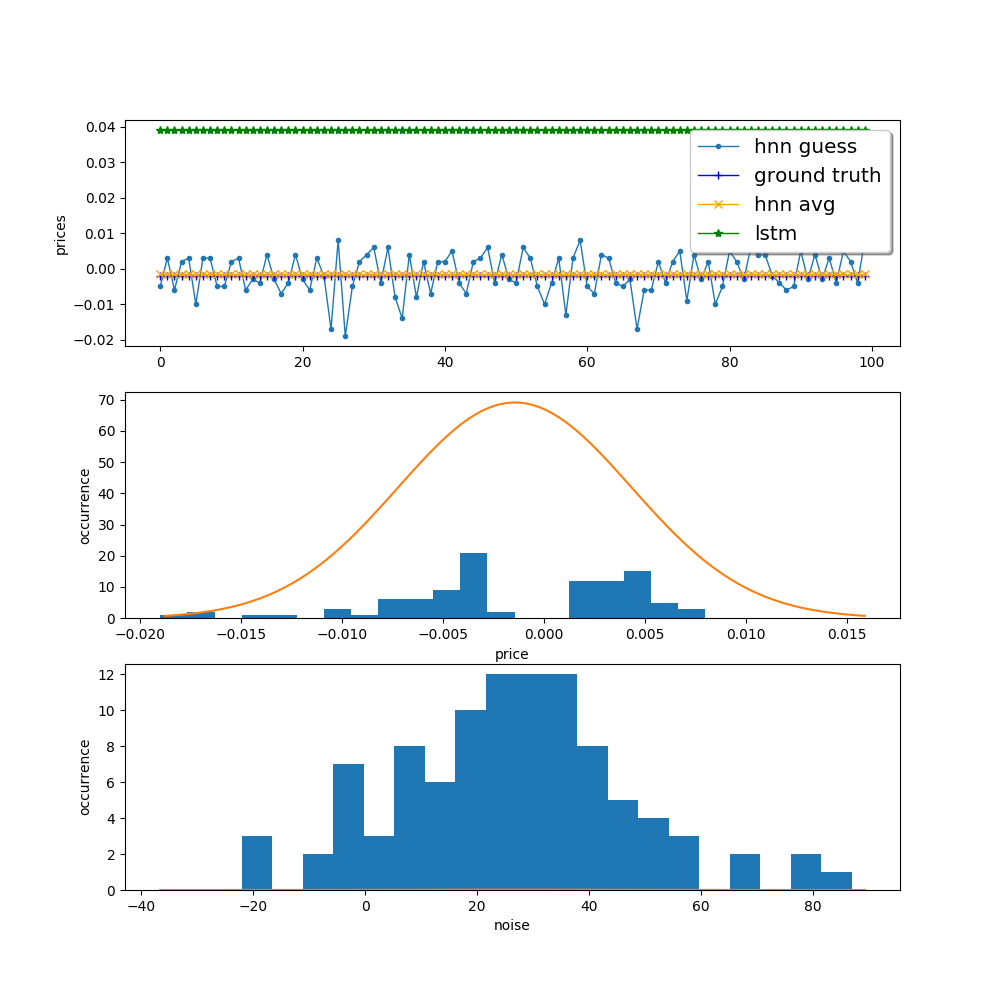 0.04
0.03
0.02
0.01
0.00
−0.01
−0.02
prices
hnn guess
ground truth
hnn avg
lstm
0 20 40 60 80 100
70
60
50
40
30
20
10
0
occurrence
−0.020 −0.015 −0.010 −0.005 0.000 0.005 0.010 0.015
price
12
10
8
6
4
2
0
occurrence
−40 −20 0 20 40 60 80
noise